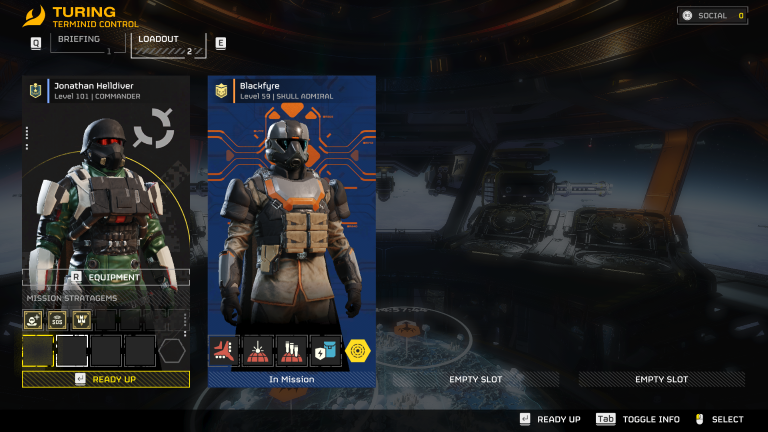 TURING
TERMINID CONTROL
SOCIAL 0
Q
BRIEFING
1
LOADOUT
2
E
Jonathan Helldiver
Level 101 | COMMANDER
Blackfyre
Level 59 | SKULL ADMIRAL
R EQUIPMENT
MISSION STRATAGEMS
SOS
READY UP
In Mission
EMPTY SLOT
EMPTY SLOT
READY UP
Tab TOGGLE INFO
SELECT